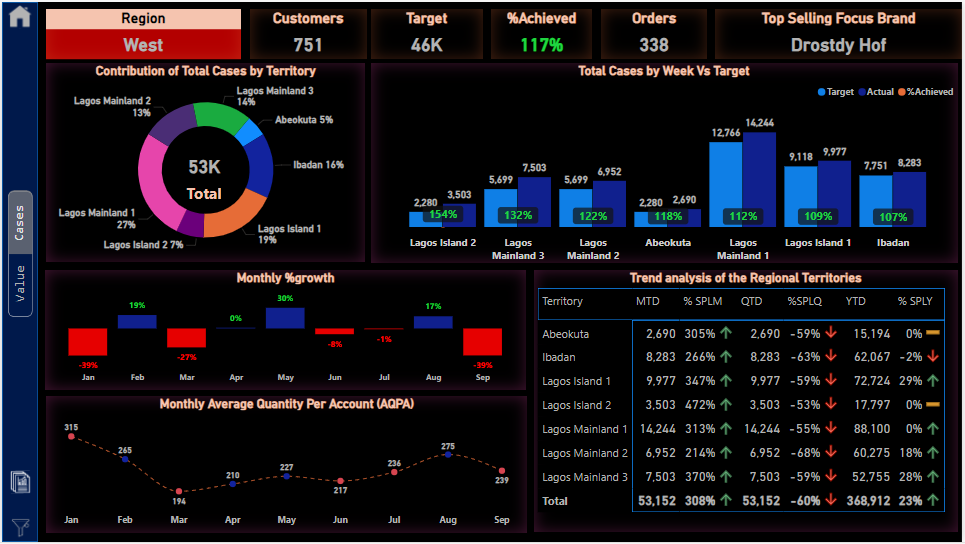 Region
West
Customers
751
Target
46K
%Achieved
117%
Orders
338
Top Selling Focus Brand
Drostdy Hof
Cases
Value
Contribution of Total Cases by Territory
Lagos Mainland 3
14%
Lagos Mainland 2
13%
Abeokuta 5%
Ibadan 16%
53K
Total
Lagos Mainland 1
27%
Lagos Island 1
19%
Lagos Island 2 7%
Total Cases by Week Vs Target
Target Actual %Achieved
2,280 3,503 154%
5,699 7,503 132%
5,699 6,952 122%
2,280 2,690 118%
12,766 14,244 112%
9,118 9,977 109%
7,751 8,283 107%
Lagos Island 2
Lagos Mainland 3
Lagos Mainland 2
Abeokuta
Lagos Mainland 1
Lagos Island 1
Ibadan
Monthly %growth
-39% 19% -27% 0% 30% -8% -1% 17% -39%
Jan Feb Mar Apr May Jun Jul Aug Sep
Monthly Average Quantity Per Account (AQPA)
315 265 194 210 227 217 236 275 239
Jan Feb Mar Apr May Jun Jul Aug Sep
Trend analysis of the Regional Territories
Territory MTD % SPLM QTD %SPLQ YTD % SPLY
Abeokuta 2,690 305% 2,690 -59% 15,194 0%
Ibadan 8,283 266% 8,283 -63% 62,067 -2%
Lagos Island 1 9,977 347% 9,977 -59% 72,724 29%
Lagos Island 2 3,503 472% 3,503 -53% 17,797 0%
Lagos Mainland 1 14,244 313% 14,244 -55% 88,100 0%
Lagos Mainland 2 6,952 214% 6,952 -68% 60,275 18%
Lagos Mainland 3 7,503 370% 7,503 -59% 52,755 28%
Total 53,152 308% 53,152 -60% 368,912 23%